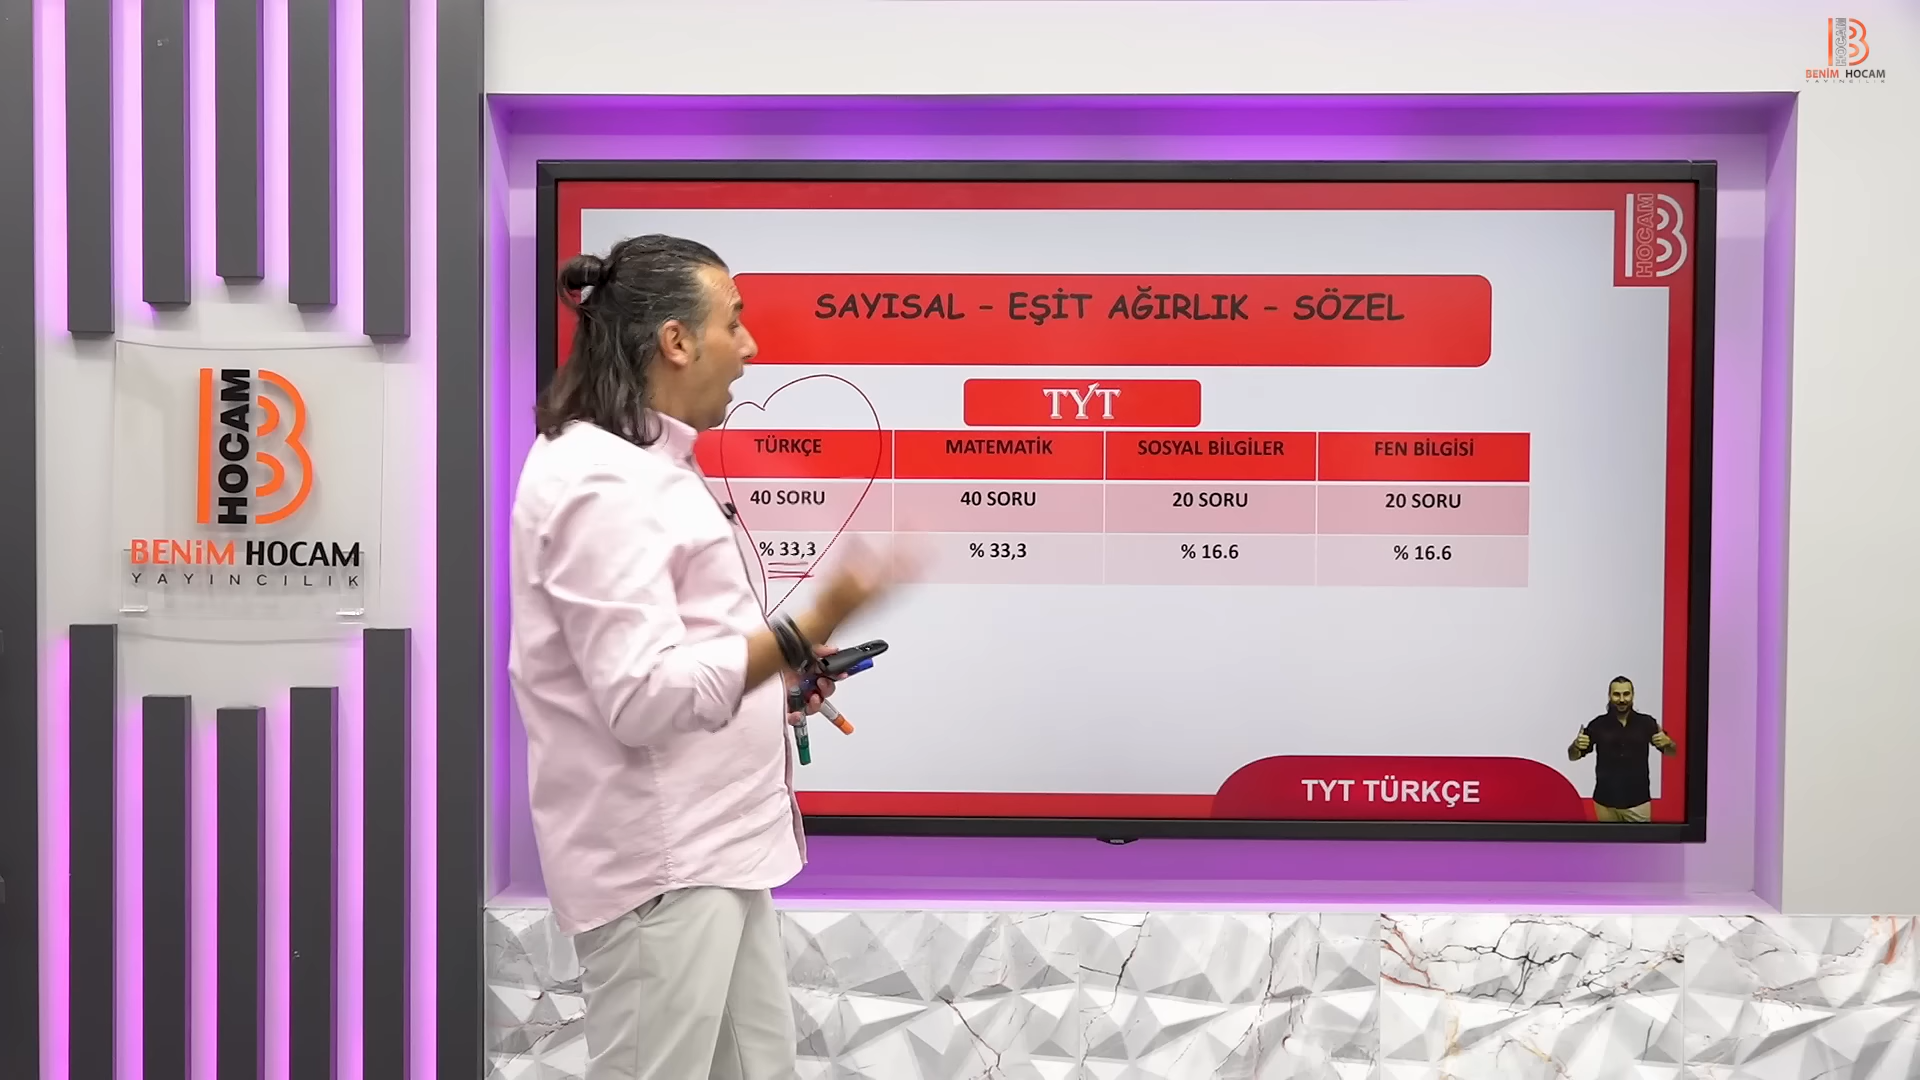 HOCAM
BENİM HOCAM
YAYINCILIK
HOCAM
SAYISAL – EŞİT AĞIRLIK – SÖZEL
TYT
TÜRKÇE MATEMATİK SOSYAL BİLGİLER FEN BİLGİSİ
40 SORU 40 SORU 20 SORU 20 SORU
% 33,3 % 33,3 % 16.6 % 16.6
HOCAM
BENİM HOCAM
YAYINCILIK
TYT TÜRKÇE